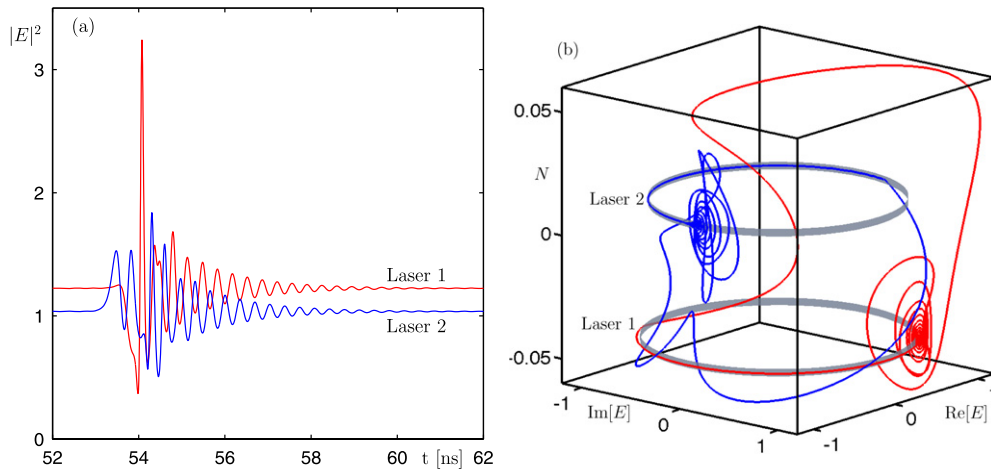 (a)
|E|²
3
2
1
0
Laser 1
Laser 2
52 54 56 58 60 t [ns] 62
(b)
0.05
N
0
-0.05
Laser 2
Laser 1
-1 Im[E] 0 1
-1 0 Re[E] 1